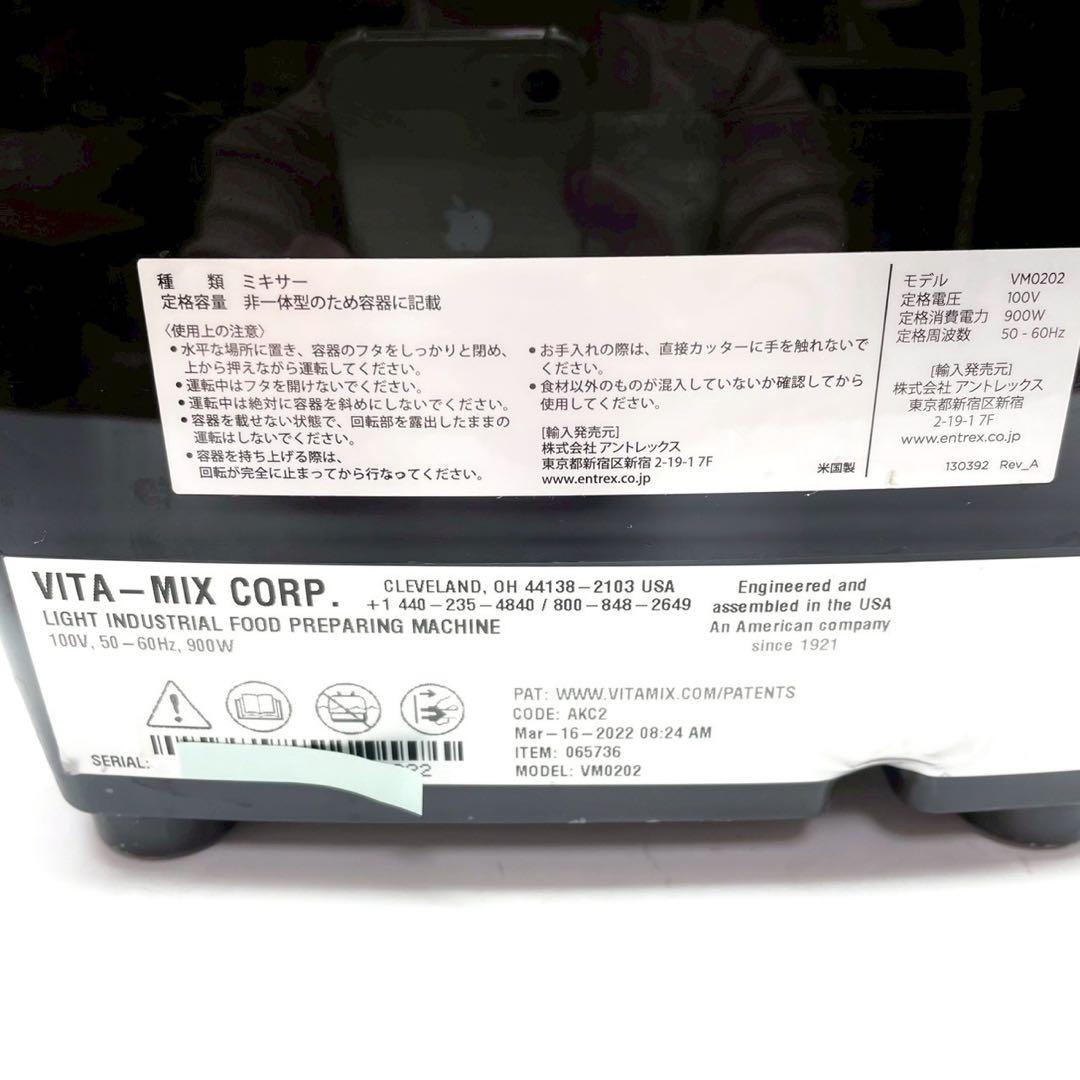 種　類　ミキサー
定格容量　非一体型のため容器に記載
〈使用上の注意〉
●水平な場所に置き、容器のフタをしっかりと閉め、
上から押えながら運転してください。
●運転中はフタを開けないでください。
●運転中は絶対に容器を斜めにしないでください。
●容器を載せない状態で、回転部を露出したままの
運転はしないでください。
●容器を持ち上げる際は、
回転が完全に止まってから行なってください。
●お手入れの際は、直接カッターに手を触れないで
ください。
●食材以外のものが混入していないか確認してから
使用してください。
[輸入発売元]
株式会社 アントレックス
東京都新宿区新宿 2-19-1 7F
www.entrex.co.jp
米国製
モデル VM0202
定格電圧 100V
定格消費電力 900W
定格周波数 50 - 60Hz
[輸入発売元]
株式会社 アントレックス
東京都新宿区新宿
2-19-1 7F
www.entrex.co.jp
130392 Rev_A
VITA-MIX CORP.
CLEVELAND, OH 44138-2103 USA
+1 440-235-4840 / 800-848-2649
LIGHT INDUSTRIAL FOOD PREPARING MACHINE
100V, 50-60Hz, 900W
Engineered and
assembled in the USA
An American company
since 1921
PAT: WWW.VITAMIX.COM/PATENTS
CODE: AKC2
Mar-16-2022 08:24 AM
ITEM: 065736
MODEL: VM0202
SERIAL: